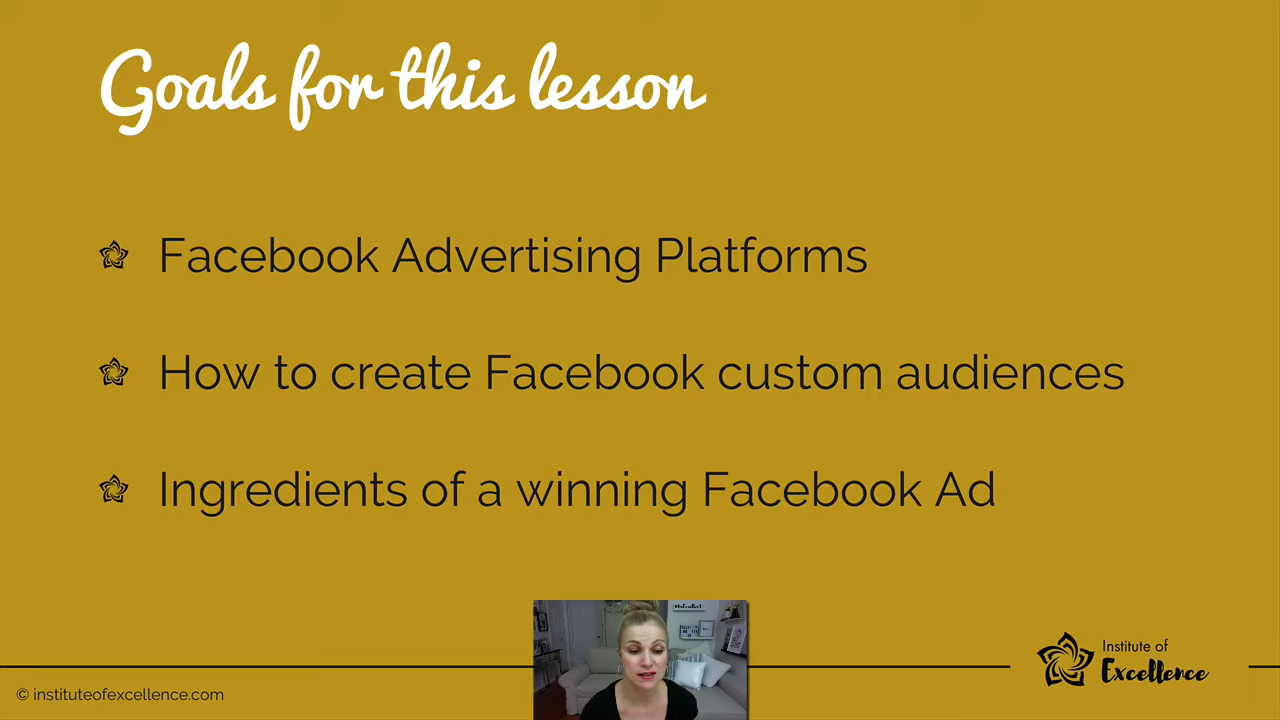 Goals for this lesson
Facebook Advertising Platforms
How to create Facebook custom audiences
Ingredients of a winning Facebook Ad
Institute of
Excellence
© instituteofexcellence.com